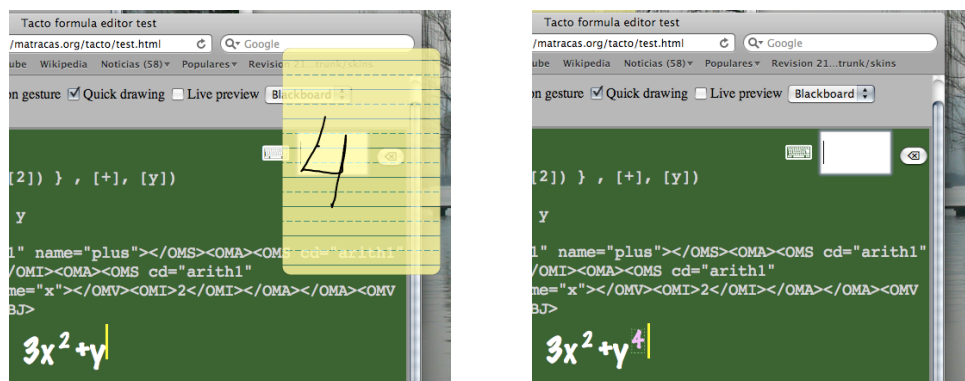 Tacto formula editor test
/matracas.org/tacto/test.html Google
ube Wikipedia Noticias (58) Populares Revision 21...trunk/skins
on gesture Quick drawing Live preview Blackboard
4
[2]) } , [+], [y])
y
1" name="plus"></OMS><OMA><OMS cd="arith1"
/OMI><OMA><OMS cd="arith1"
me="x"></OMV><OMI>2</OMI></OMA></OMA><OMV
BJ>
3x²+y
Tacto formula editor test
/matracas.org/tacto/test.html Google
ube Wikipedia Noticias (58) Populares Revision 21...trunk/skins
on gesture Quick drawing Live preview Blackboard
[2]) } , [+], [y])
y
1" name="plus"></OMS><OMA><OMS cd="arith1"
/OMI><OMA><OMS cd="arith1"
me="x"></OMV><OMI>2</OMI></OMA></OMA><OMV
BJ>
3x²+y⁴